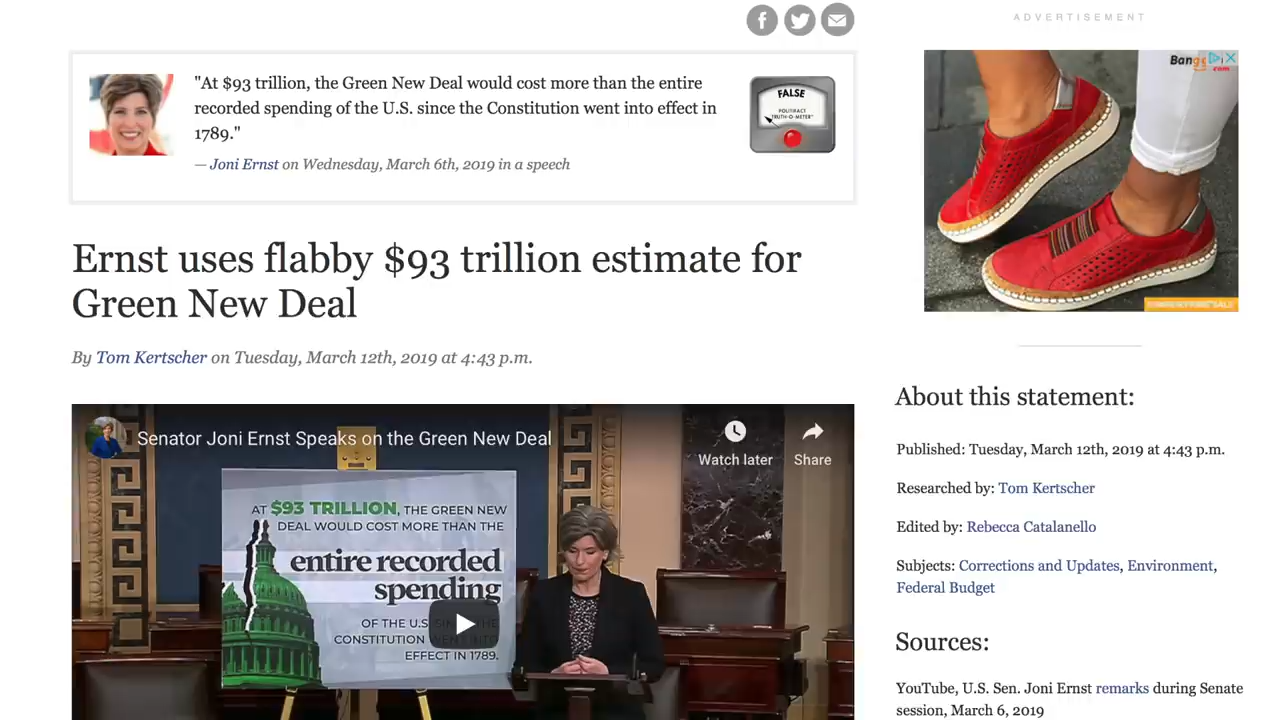 ADVERTISEMENT
"At $93 trillion, the Green New Deal would cost more than the entire
recorded spending of the U.S. since the Constitution went into effect in
1789."
— Joni Ernst on Wednesday, March 6th, 2019 in a speech
FALSE
POLITIFACT
TRUTH-O-METER™
Ernst uses flabby $93 trillion estimate for
Green New Deal
By Tom Kertscher on Tuesday, March 12th, 2019 at 4:43 p.m.
Senator Joni Ernst Speaks on the Green New Deal
Watch later
Share
AT $93 TRILLION, THE GREEN NEW
DEAL WOULD COST MORE THAN THE
entire recorded
spending
OF THE U.S. THE
CONSTITUTION INTO
EFFECT IN 1789.
About this statement:
Published: Tuesday, March 12th, 2019 at 4:43 p.m.
Researched by: Tom Kertscher
Edited by: Rebecca Catalanello
Subjects: Corrections and Updates, Environment,
Federal Budget
Sources:
YouTube, U.S. Sen. Joni Ernst remarks during Senate
session, March 6, 2019